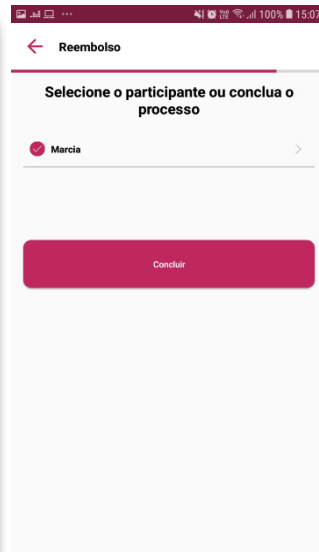 100% 15:07
Reembolso
Selecione o participante ou conclua o
processo
Marcia
Concluir